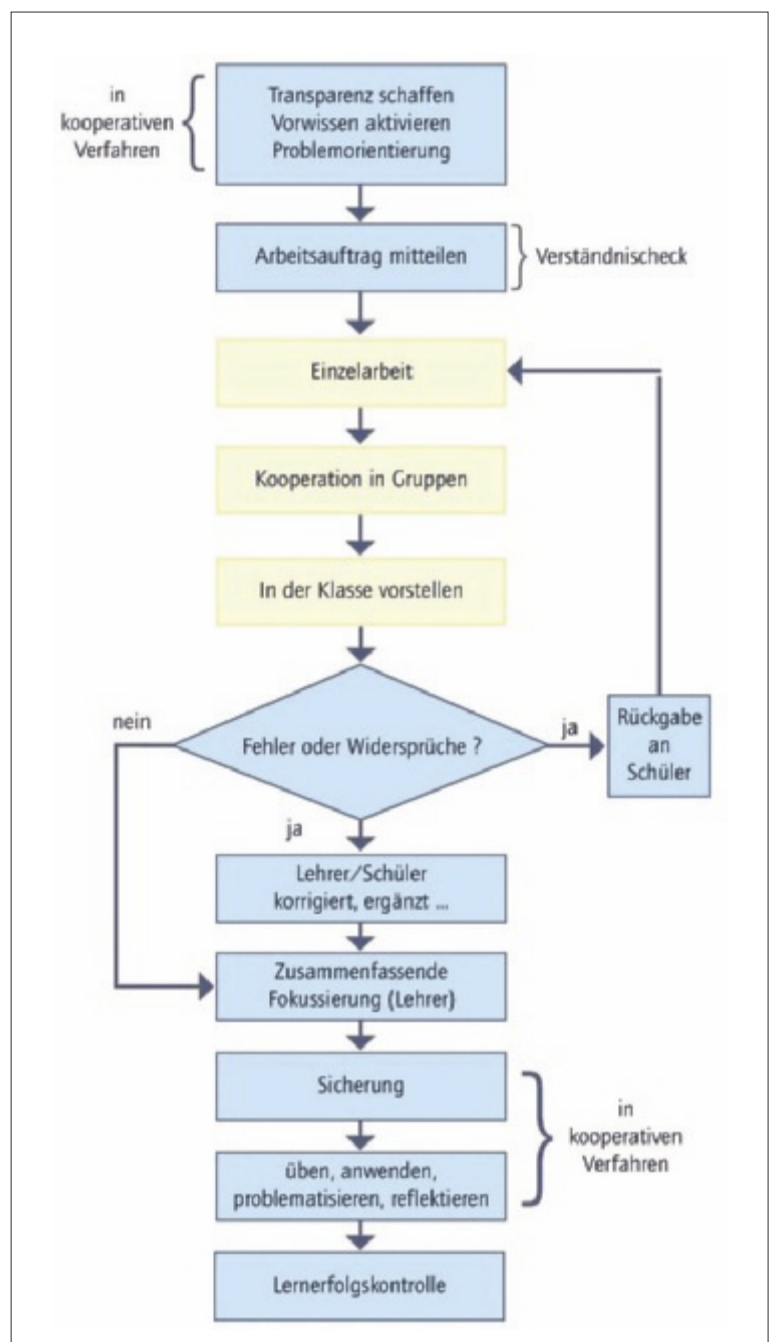 in
kooperativen
Verfahren
Transparenz schaffen
Vorwissen aktivieren
Problemorientierung
Arbeitsauftrag mitteilen
Verständnischeck
Einzelarbeit
Kooperation in Gruppen
In der Klasse vorstellen
nein
Fehler oder Widersprüche ?
ja
Rückgabe
an
Schüler
ja
Lehrer/Schüler
korrigiert, ergänzt ...
Zusammenfassende
Fokussierung (Lehrer)
Sicherung
in
kooperativen
Verfahren
üben, anwenden,
problematisieren, reflektieren
Lernerfolgskontrolle